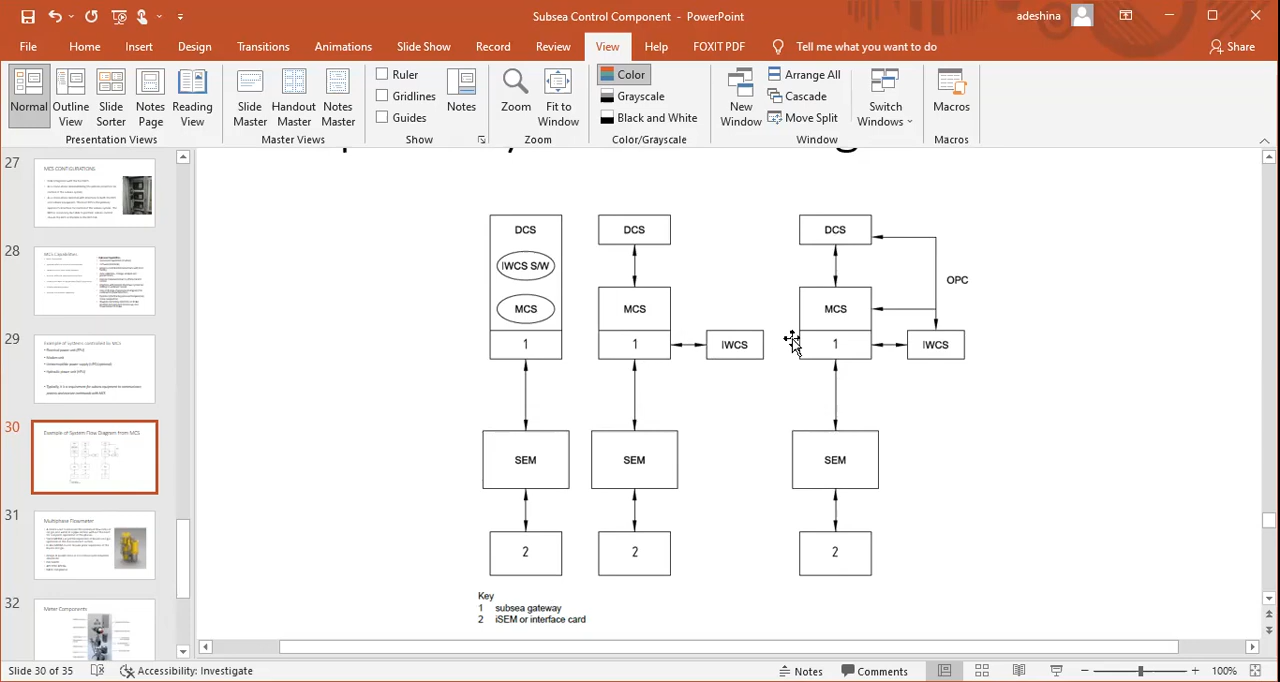 Subsea Control Component - PowerPoint
adeshina
File Home Insert Design Transitions Animations Slide Show Record Review View Help FOXIT PDF Tell me what you want to do Share
Normal
Outline View
Slide Sorter
Notes Page
Reading View
Presentation Views
Slide Master
Handout Master
Notes Master
Master Views
Ruler
Gridlines
Guides
Show
Notes
Zoom
Fit to Window
Zoom
Color
Grayscale
Black and White
Color/Grayscale
New Window
Arrange All
Cascade
Move Split
Switch Windows
Window
Macros
Macros
27
MCS CONFIGURATIONS
28
MCS Capabilities
29
Example of systems controlled by MCS
30
Example of System Flow Diagram from MCS
31
Multiphase Flowmeter
32
Meter Components
DCS
IWCS S/W
MCS
1
SEM
2
DCS
MCS
1
IWCS
SEM
2
DCS
OPC
MCS
1
IWCS
SEM
2
Key
1 subsea gateway
2 iSEM or interface card
Slide 30 of 35
Accessibility: Investigate
Notes
Comments
100%